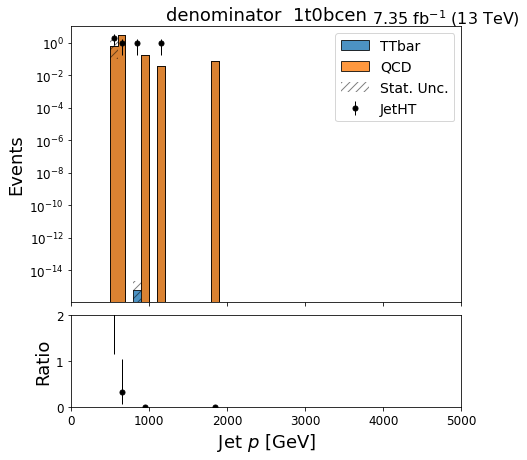 denominator 1t0bcen 7.35 fb⁻¹ (13 TeV)
TTbar
QCD
Stat. Unc.
JetHT
Events
10⁰
10⁻²
10⁻⁴
10⁻⁶
10⁻⁸
10⁻¹⁰
10⁻¹²
10⁻¹⁴
Ratio
2
1
0
0 1000 2000 3000 4000 5000
Jet p [GeV]